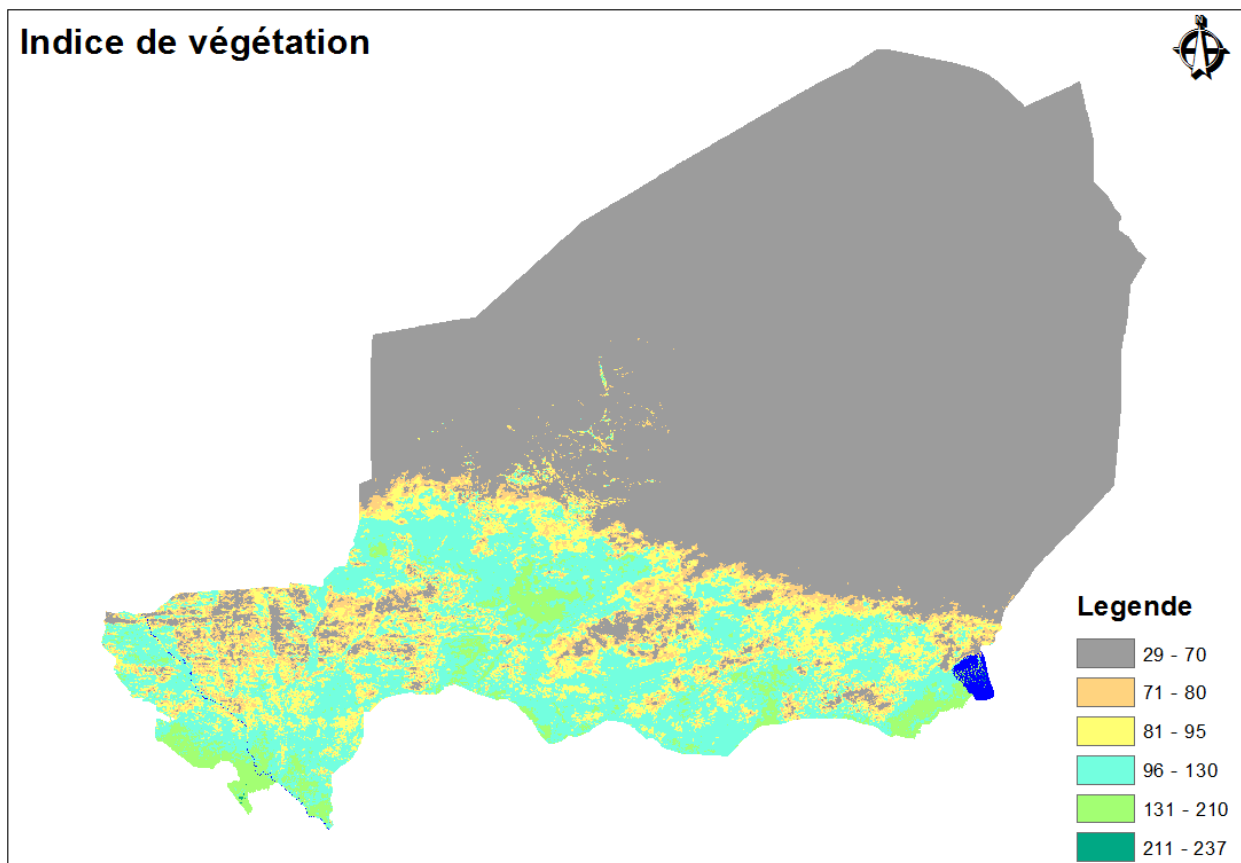 Indice de végétation
N
Legende
29 - 70
71 - 80
81 - 95
96 - 130
131 - 210
211 - 237